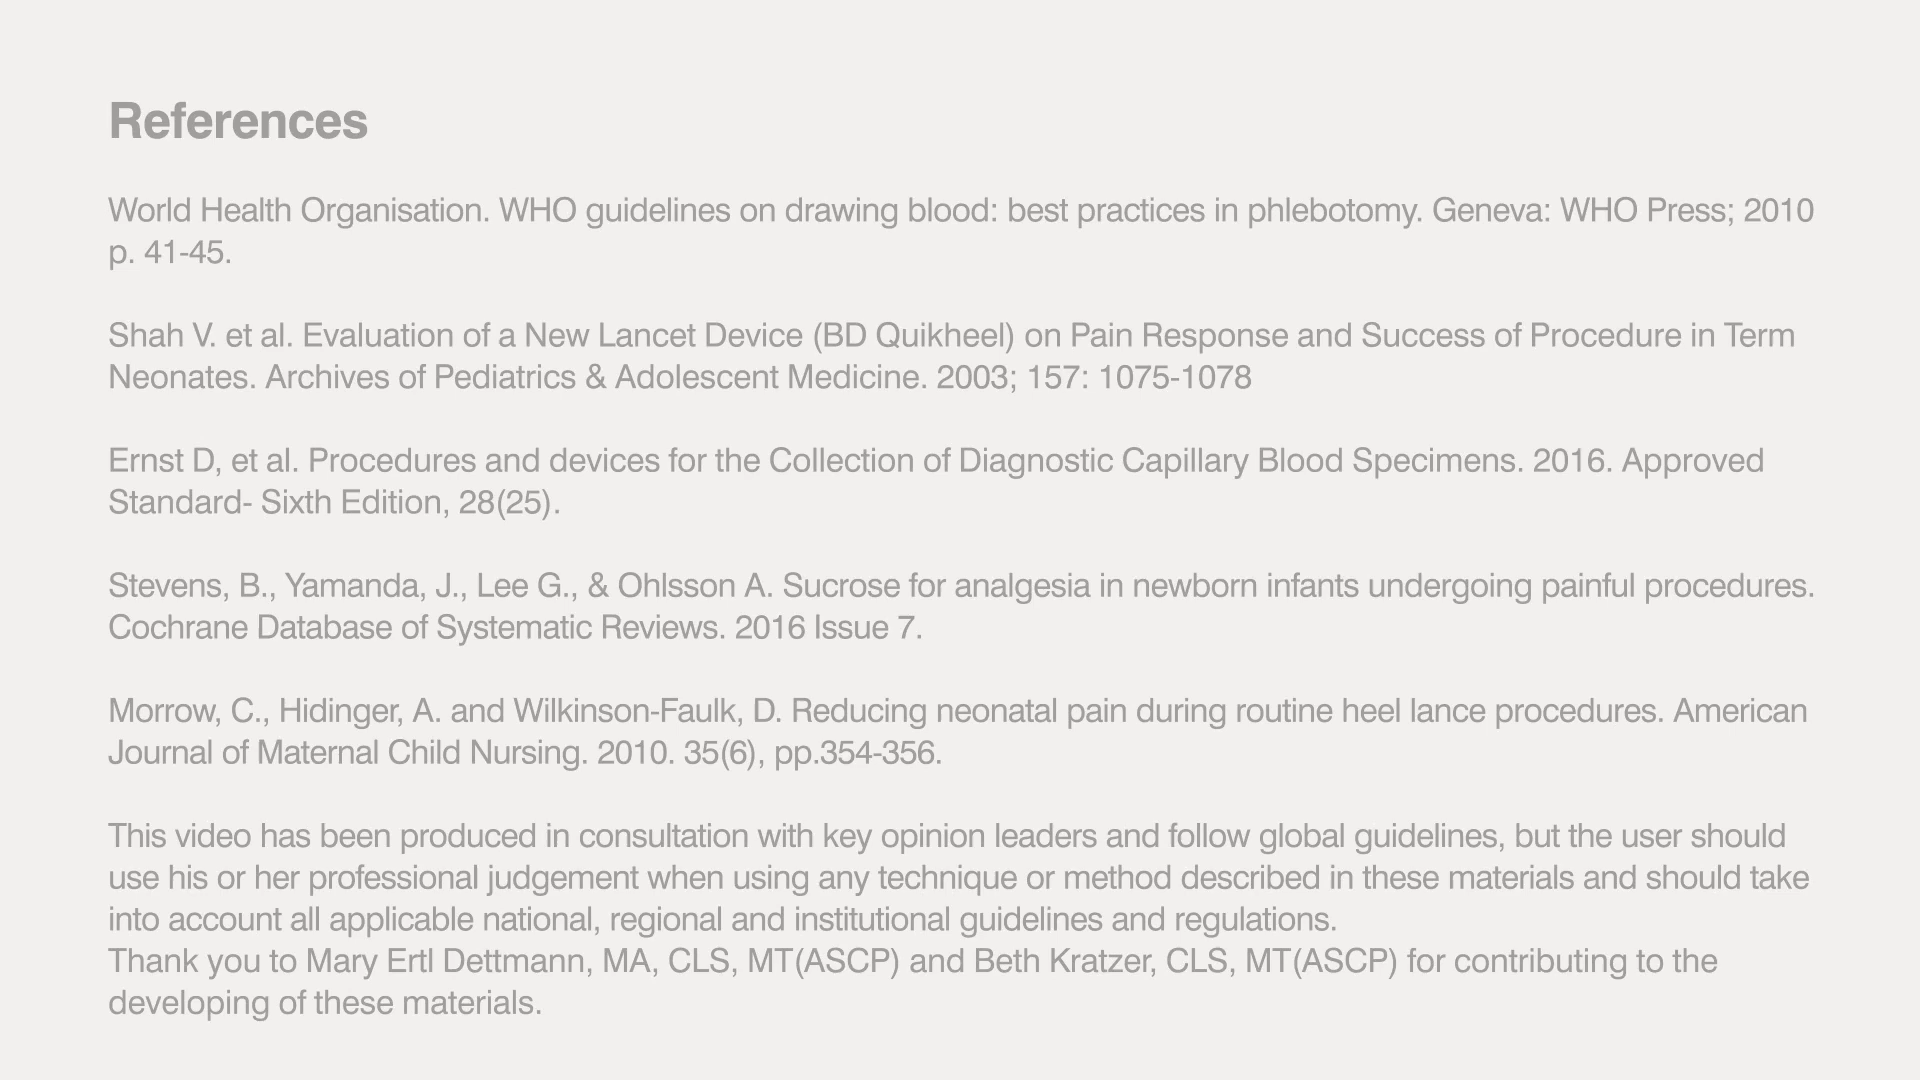 References
World Health Organisation. WHO guidelines on drawing blood: best practices in phlebotomy. Geneva: WHO Press; 2010
p. 41-45.
Shah V. et al. Evaluation of a New Lancet Device (BD Quikheel) on Pain Response and Success of Procedure in Term
Neonates. Archives of Pediatrics & Adolescent Medicine. 2003; 157: 1075-1078
Ernst D, et al. Procedures and devices for the Collection of Diagnostic Capillary Blood Specimens. 2016. Approved
Standard- Sixth Edition, 28(25).
Stevens, B., Yamanda, J., Lee G., & Ohlsson A. Sucrose for analgesia in newborn infants undergoing painful procedures.
Cochrane Database of Systematic Reviews. 2016 Issue 7.
Morrow, C., Hidinger, A. and Wilkinson-Faulk, D. Reducing neonatal pain during routine heel lance procedures. American
Journal of Maternal Child Nursing. 2010. 35(6), pp.354-356.
This video has been produced in consultation with key opinion leaders and follow global guidelines, but the user should
use his or her professional judgement when using any technique or method described in these materials and should take
into account all applicable national, regional and institutional guidelines and regulations.
Thank you to Mary Ertl Dettmann, MA, CLS, MT(ASCP) and Beth Kratzer, CLS, MT(ASCP) for contributing to the
developing of these materials.